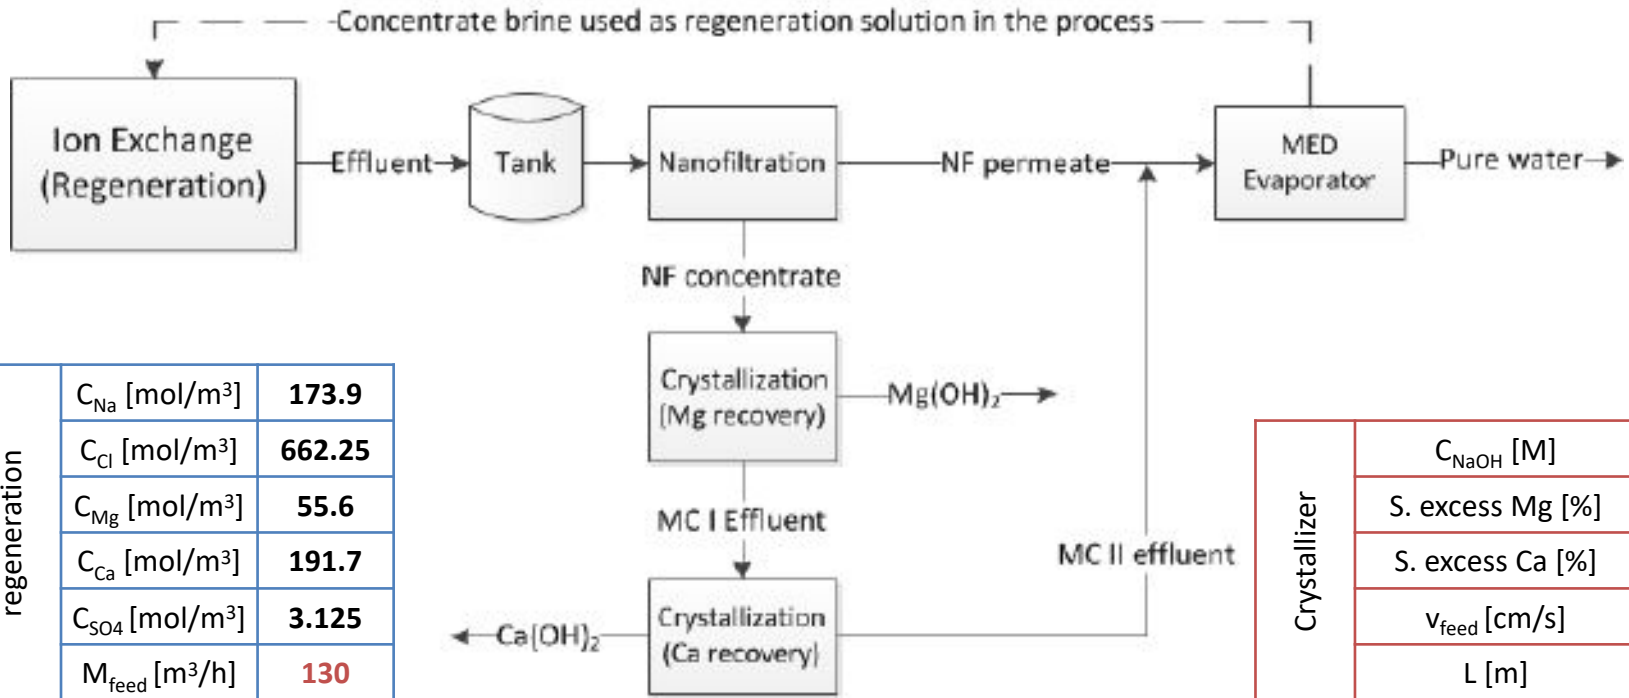 Concentrate brine used as regeneration solution in the process
Ion Exchange
(Regeneration)
Effluent
Tank
Nanofiltration
NF permeate
MED
Evaporator
Pure water
NF concentrate
Crystallization
(Mg recovery)
Mg(OH)₂
MC I Effluent
MC II effluent
Crystallization
(Ca recovery)
Ca(OH)₂
regeneration
C_Na [mol/m³] 173.9
C_Cl [mol/m³] 662.25
C_Mg [mol/m³] 55.6
C_Ca [mol/m³] 191.7
C_SO4 [mol/m³] 3.125
M_feed [m³/h] 130
Crystallizer
C_NaOH [M]
S. excess Mg [%]
S. excess Ca [%]
v_feed [cm/s]
L [m]